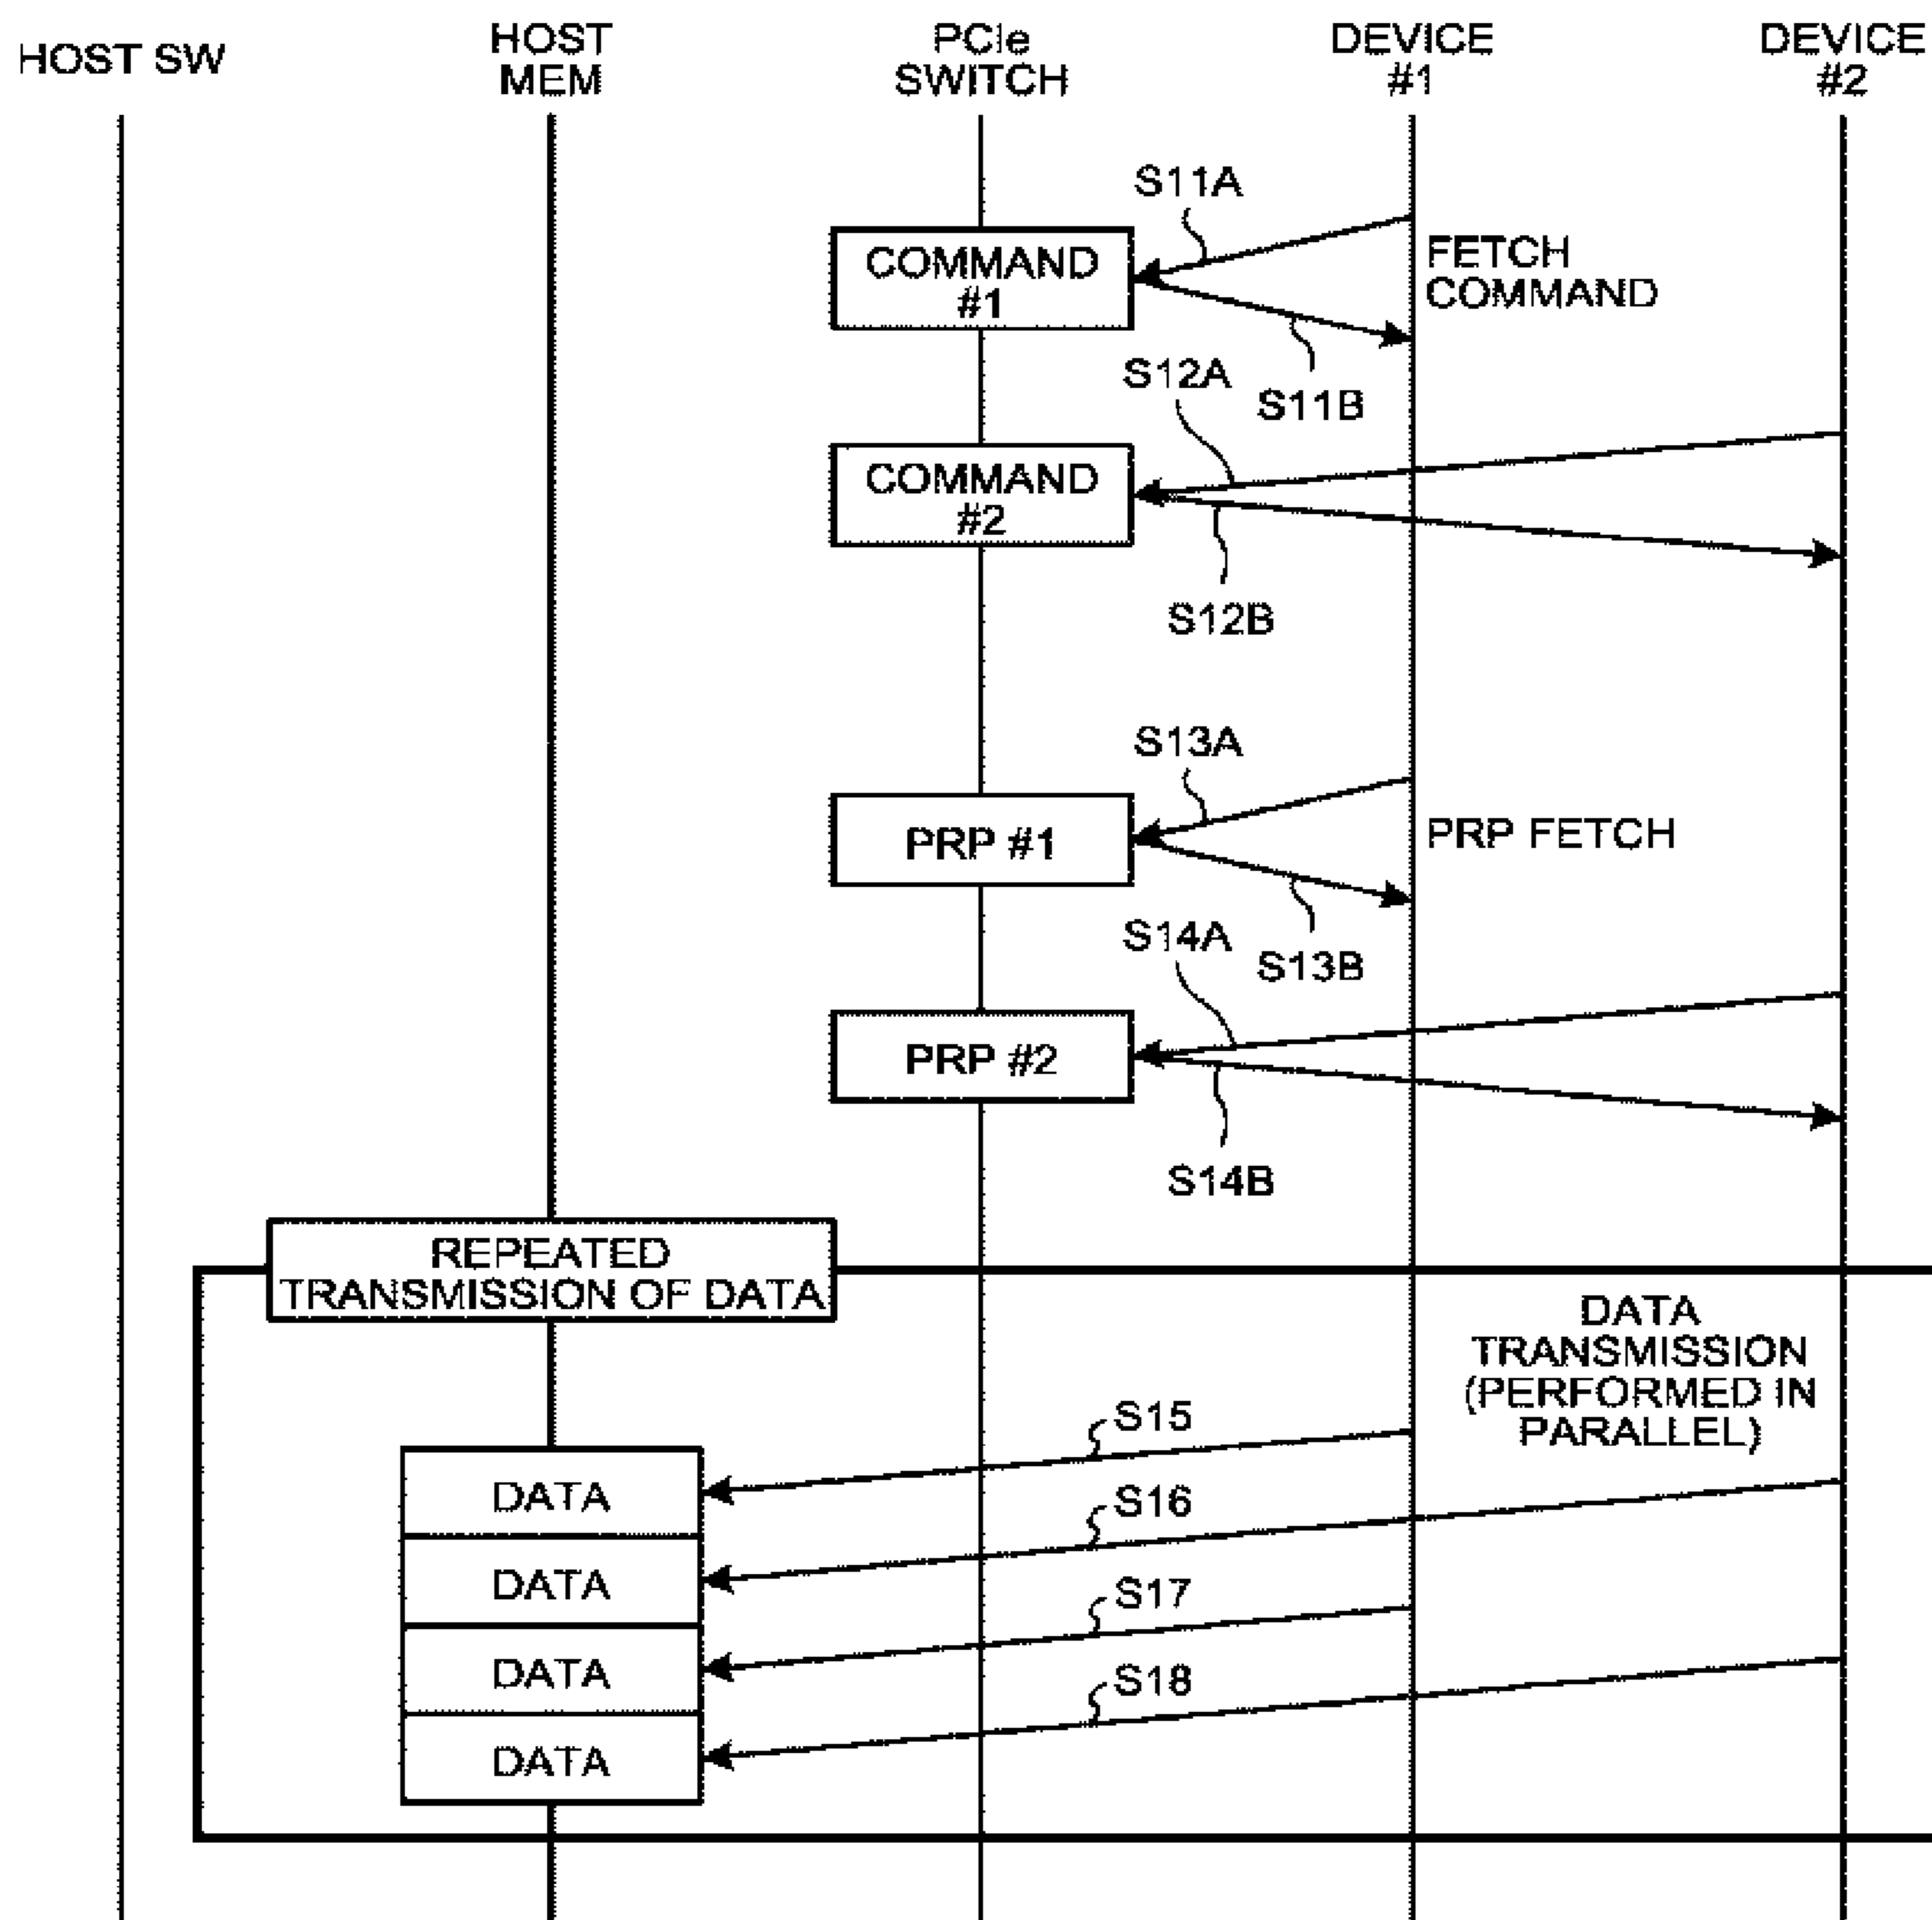 HOST SW
HOST
MEM
PCIe
SWITCH
DEVICE
#1
DEVICE
#2
S11A
COMMAND
#1
FETCH
COMMAND
S11B
S12A
COMMAND
#2
S12B
S13A
PRP #1
PRP FETCH
S13B
S14A
PRP #2
S14B
REPEATED
TRANSMISSION OF DATA
DATA
TRANSMISSION
(PERFORMED IN
PARALLEL)
S15
DATA
S16
DATA
S17
DATA
S18
DATA